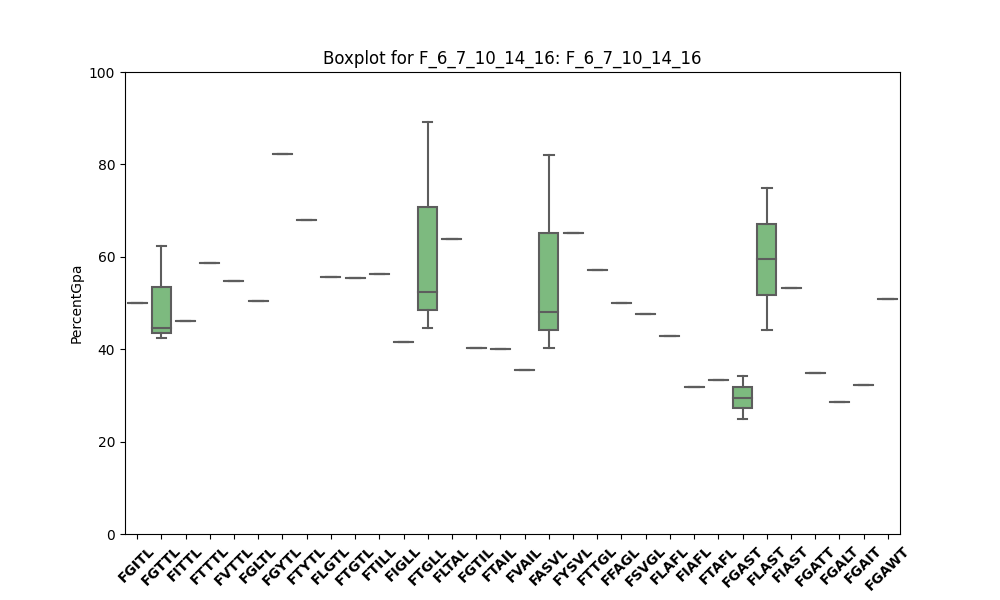 Boxplot for F_6_7_10_14_16: F_6_7_10_14_16
100
80
60
40
20
0
PercentGpa
FGITL
FGTTL
FITTL
FTTTL
FVTTL
FGLTL
FGYTL
FTYTL
FLGTL
FTGTL
FTILL
FIGLL
FTGLL
FLTAL
FGTIL
FTAIL
FVAIL
FASVL
FYSVL
FTTGL
FFAGL
FSVGL
FLAFL
FIAFL
FTAFL
FGAST
FLAST
FIAST
FGATT
FGALT
FGAIT
FGAWT